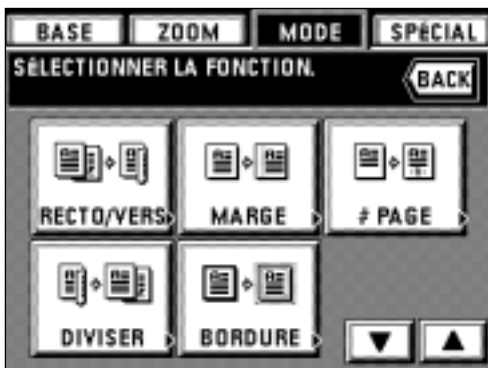 BASE ZOOM MODE SPéCIAL
SéLECTIONNER LA FONCTION.
BACK
RECTO/VERS MARGE # PAGE
DIVISER BORDURE